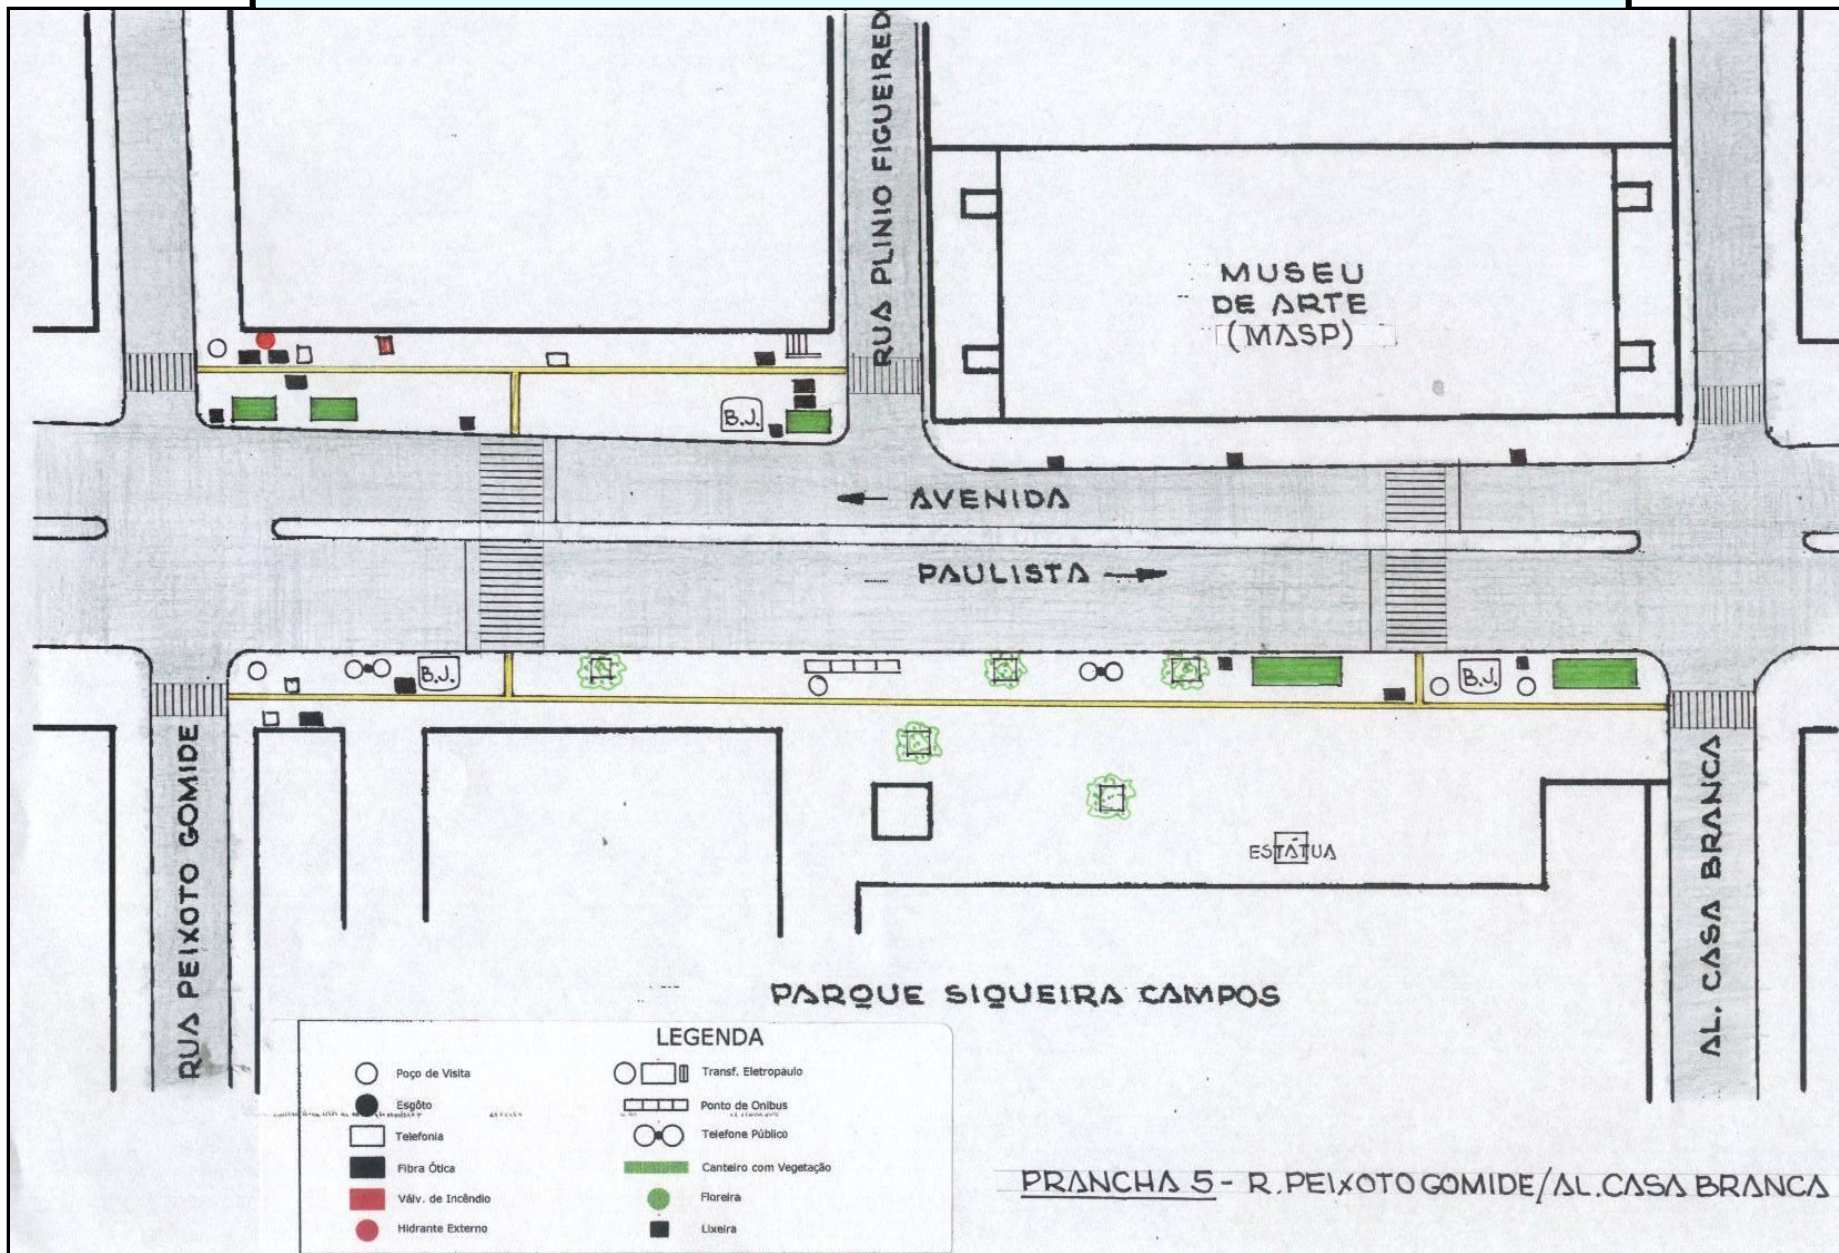 RUA PLINIO FIGUEIRED
MUSEU
DE ARTE
(MASP)
B.J.
AVENIDA
PAULISTA
B.J.
B.J.
ESTÁTUA
RUA PEIXOTO GOMIDE
AL. CASA BRANCA
PARQUE SIQUEIRA CAMPOS
LEGENDA
Poço de Visita
Esgôto
Telefonia
Fibra Ótica
Válv. de Incêndio
Hidrante Externo
Transf. Eletropaulo
Ponto de Onibus
Telefone Público
Canteiro com Vegetação
Floreira
Lixeira
PRANCHA 5 - R. PEIXOTO GOMIDE/AL. CASA BRANCA